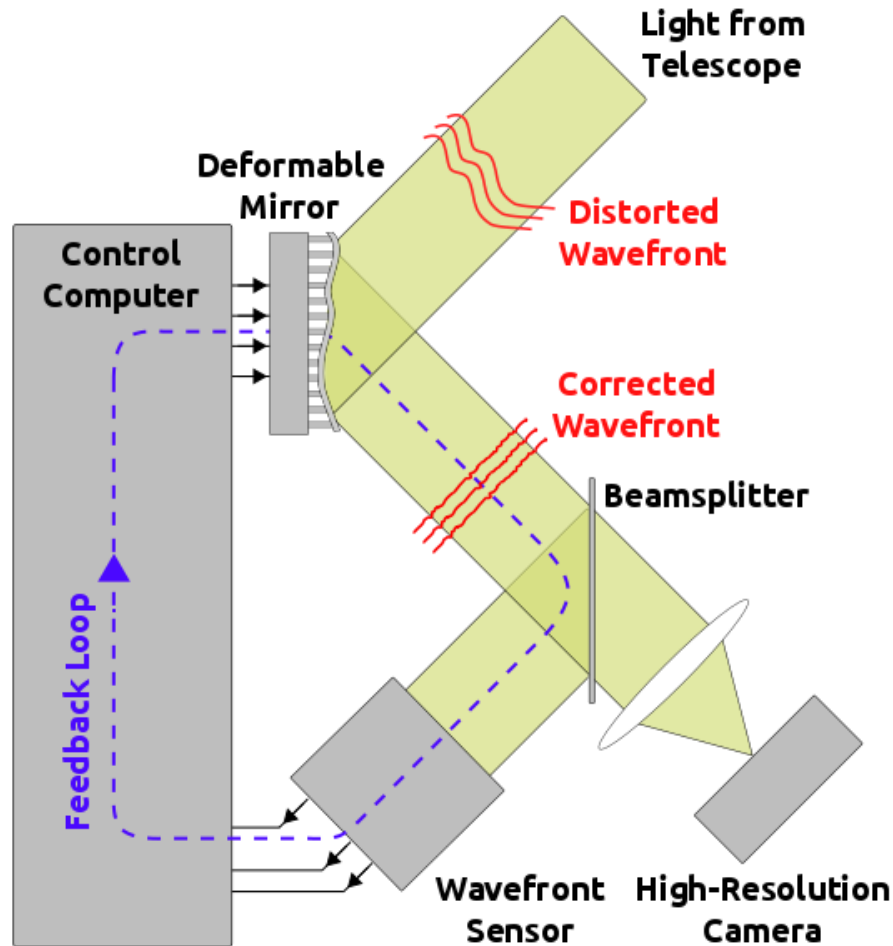 Light from
Telescope
Deformable
Mirror
Distorted
Wavefront
Control
Computer
Corrected
Wavefront
Beamsplitter
Feedback Loop
Wavefront
Sensor
High-Resolution
Camera